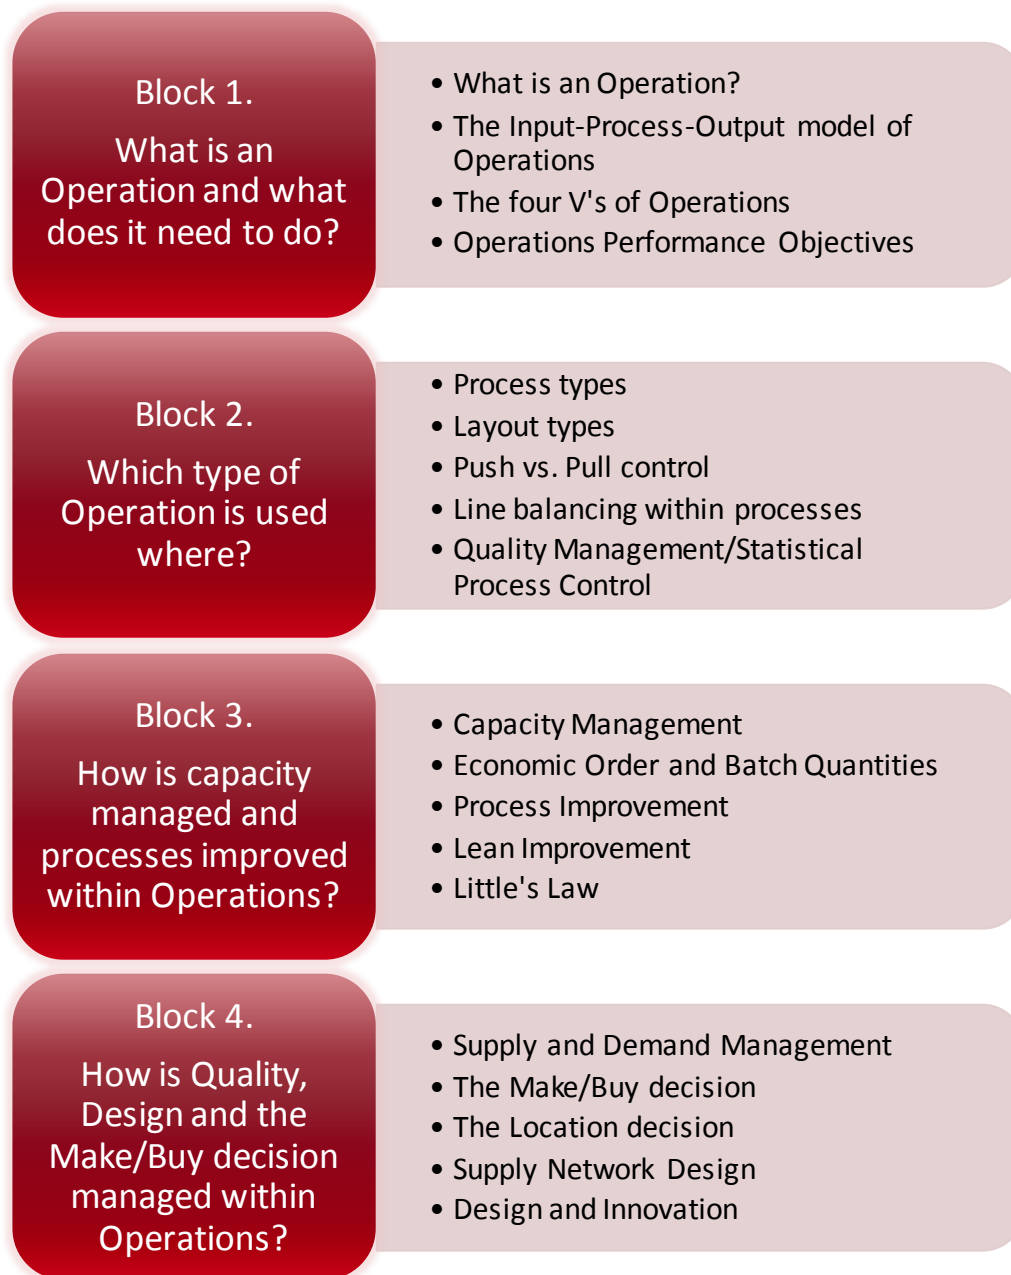 Block 1.
What is an
Operation and what
does it need to do?
• What is an Operation?
• The Input-Process-Output model of
Operations
• The four V's of Operations
• Operations Performance Objectives
Block 2.
Which type of
Operation is used
where?
• Process types
• Layout types
• Push vs. Pull control
• Line balancing within processes
• Quality Management/Statistical
Process Control
Block 3.
How is capacity
managed and
processes improved
within Operations?
• Capacity Management
• Economic Order and Batch Quantities
• Process Improvement
• Lean Improvement
• Little's Law
Block 4.
How is Quality,
Design and the
Make/Buy decision
managed within
Operations?
• Supply and Demand Management
• The Make/Buy decision
• The Location decision
• Supply Network Design
• Design and Innovation